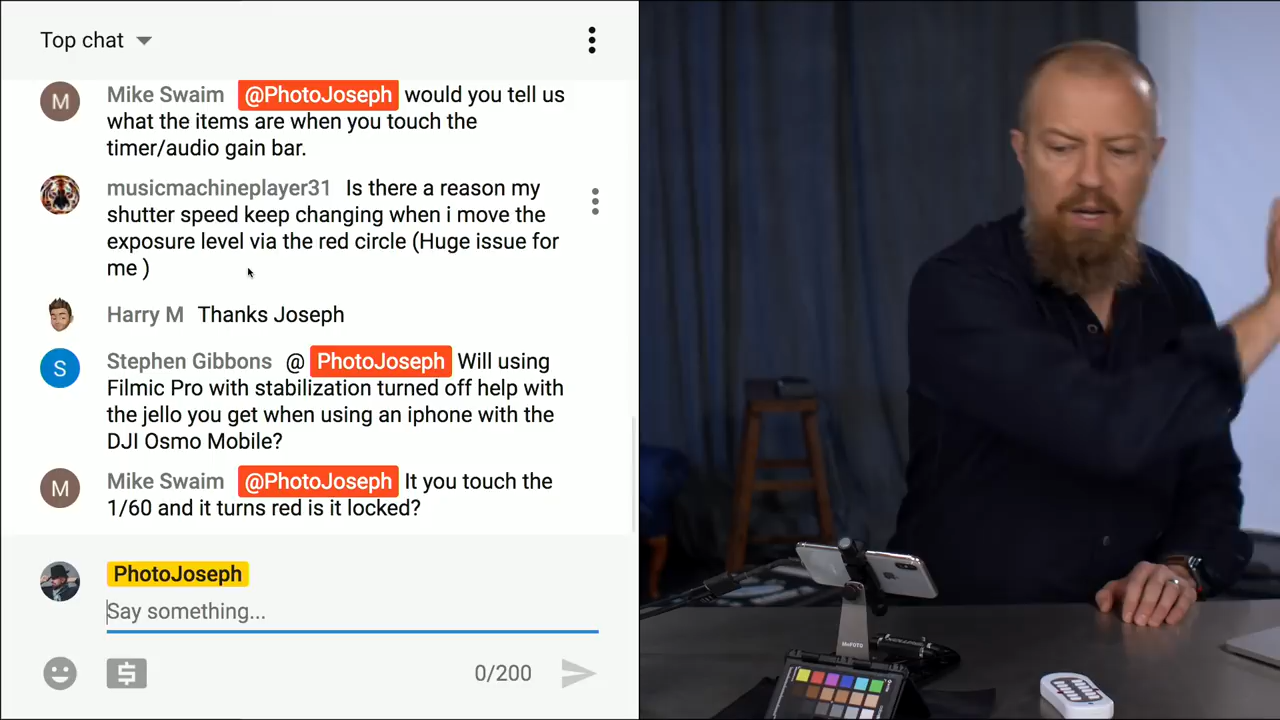 Top chat
M
Mike Swaim @PhotoJoseph would you tell us
what the items are when you touch the
timer/audio gain bar.
musicmachineplayer31 Is there a reason my
shutter speed keep changing when i move the
exposure level via the red circle (Huge issue for
me )
Harry M Thanks Joseph
S
Stephen Gibbons @ PhotoJoseph Will using
Filmic Pro with stabilization turned off help with
the jello you get when using an iphone with the
DJI Osmo Mobile?
M
Mike Swaim @PhotoJoseph It you touch the
1/60 and it turns red is it locked?
PhotoJoseph
Say something...
0/200
MeFOTO